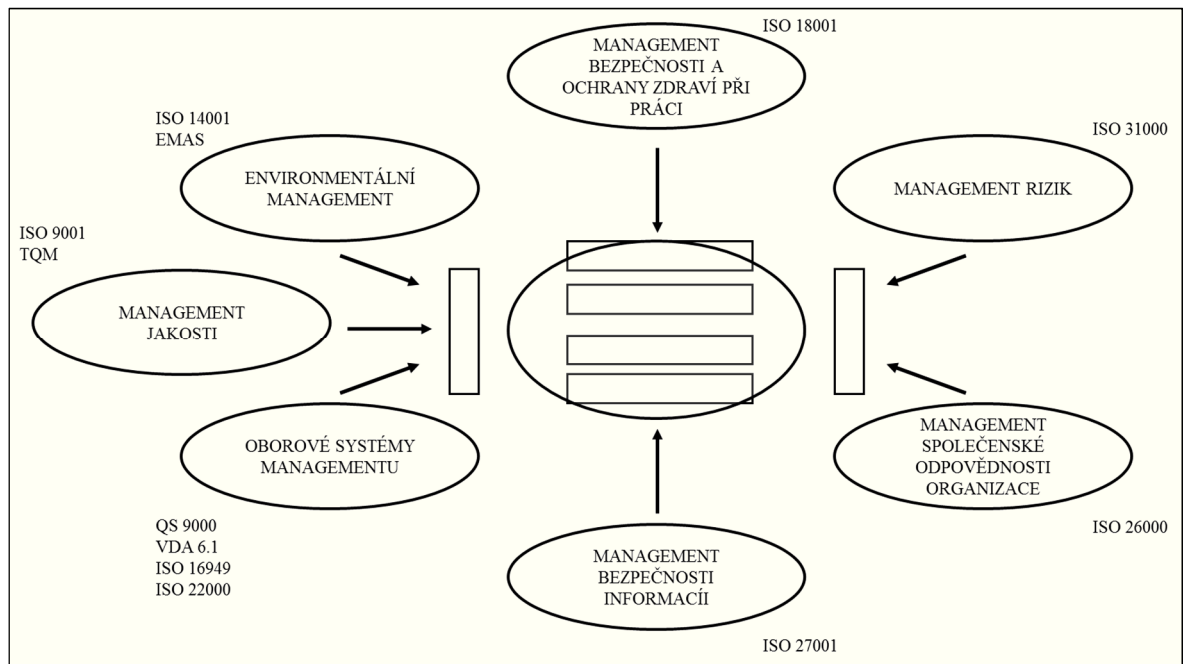 ISO 18001
MANAGEMENT
BEZPEČNOSTI A
OCHRANY ZDRAVÍ PŘI
PRÁCI
ISO 14001
EMAS
ENVIRONMENTÁLNÍ
MANAGEMENT
ISO 31000
MANAGEMENT RIZIK
ISO 9001
TQM
MANAGEMENT
JAKOSTI
OBOROVÉ SYSTÉMY
MANAGEMENTU
QS 9000
VDA 6.1
ISO 16949
ISO 22000
MANAGEMENT
SPOLEČENSKÉ
ODPOVĚDNOSTI
ORGANIZACE
ISO 26000
MANAGEMENT
BEZPEČNOSTI
INFORMACÍI
ISO 27001